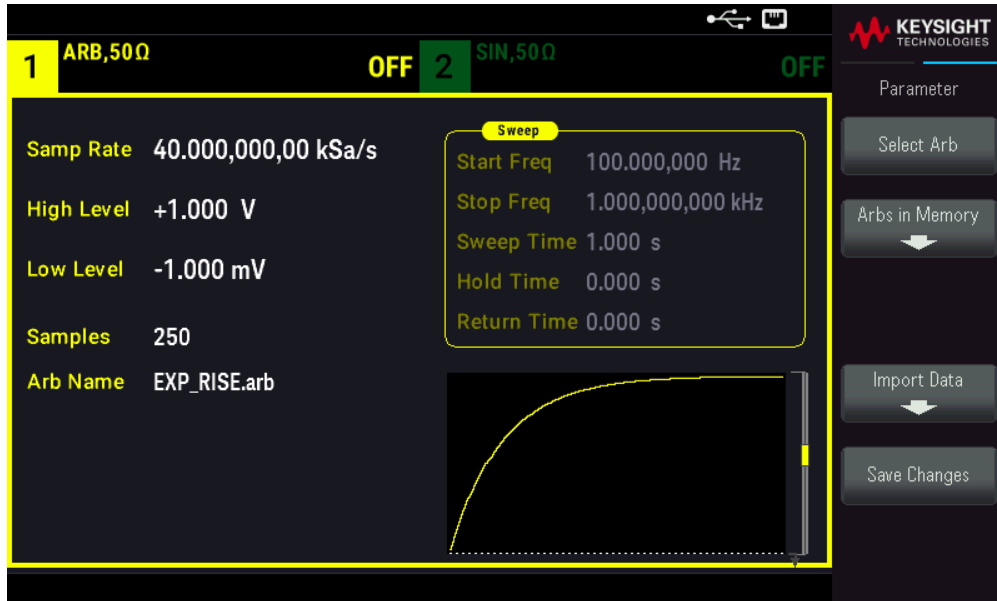 1 ARB,50Ω OFF
2 SIN,50Ω OFF
Samp Rate 40.000,000,00 kSa/s
High Level +1.000 V
Low Level -1.000 mV
Samples 250
Arb Name EXP_RISE.arb
Sweep
Start Freq 100.000,000 Hz
Stop Freq 1.000,000,000 kHz
Sweep Time 1.000 s
Hold Time 0.000 s
Return Time 0.000 s
KEYSIGHT
TECHNOLOGIES
Parameter
Select Arb
Arbs in Memory
Import Data
Save Changes